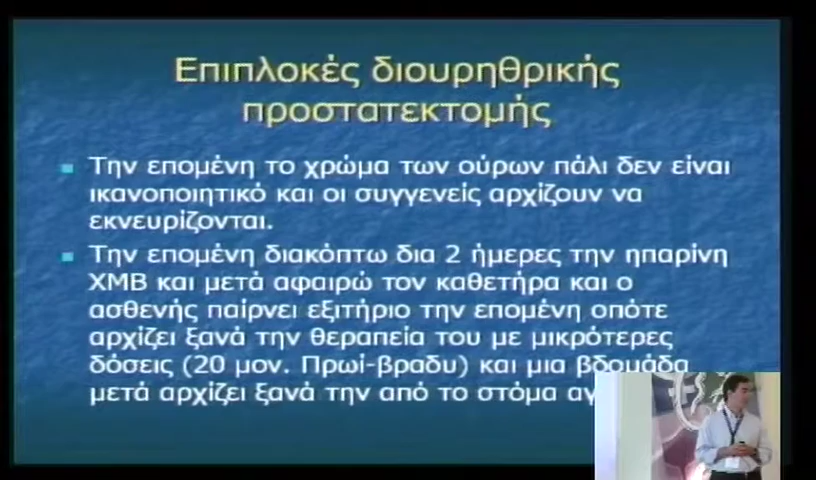 Επιπλοκές διουρηθρικής
προστατεκτομής
Την επομένη το χρώμα των ούρων πάλι δεν είναι
ικανοποιητικό και οι συγγενείς αρχίζουν να
εκνευρίζονται.
Την επομένη διακόπτω δια 2 ήμερες την ηπαρίνη
ΧΜΒ και μετά αφαιρώ τον καθετήρα και ο
ασθενής παίρνει εξιτήριο την επομένη οπότε
αρχίζει ξανά την θεραπεία του με μικρότερες
δόσεις (20 μον. Πρωί-βραδυ) και μια βδομάδα
μετά αρχίζει ξανά την από το στόμα